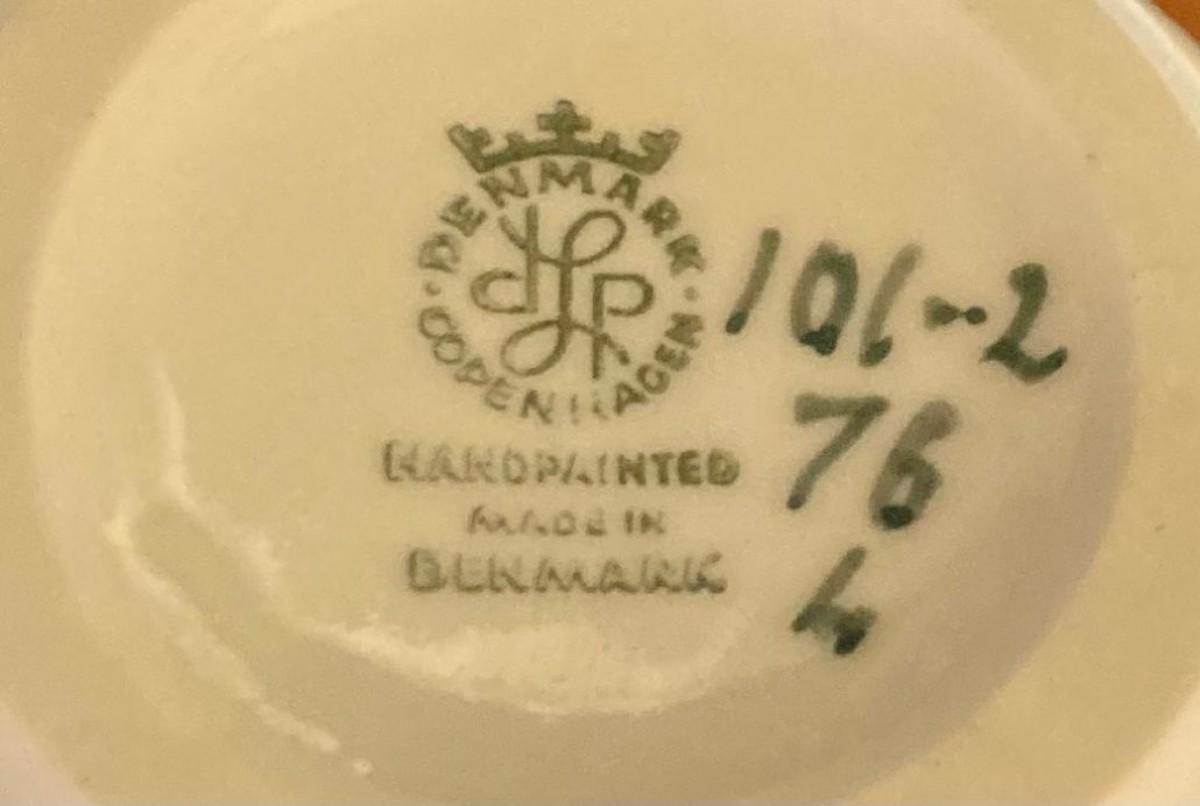 DENMARK
COPENHAGEN
HANDPAINTED
MADE IN
DENMARK
101-2
76
4